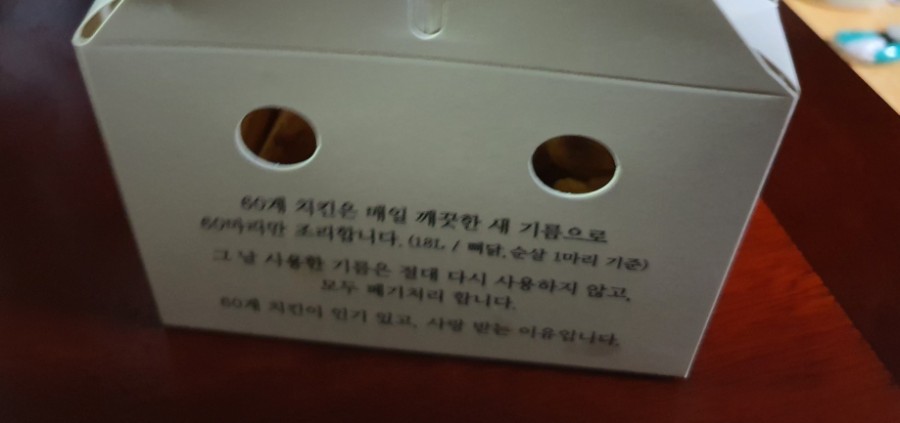 60계 치킨은 매일 깨끗한 새 기름으로
60마리만 조리합니다. (18L / 뼈닭, 순살 1마리 기준)
그 날 사용한 기름은 절대 다시 사용하지 않고,
모두 폐기처리 합니다.
60계 치킨이 인기 있고, 사랑 받는 이유입니다.